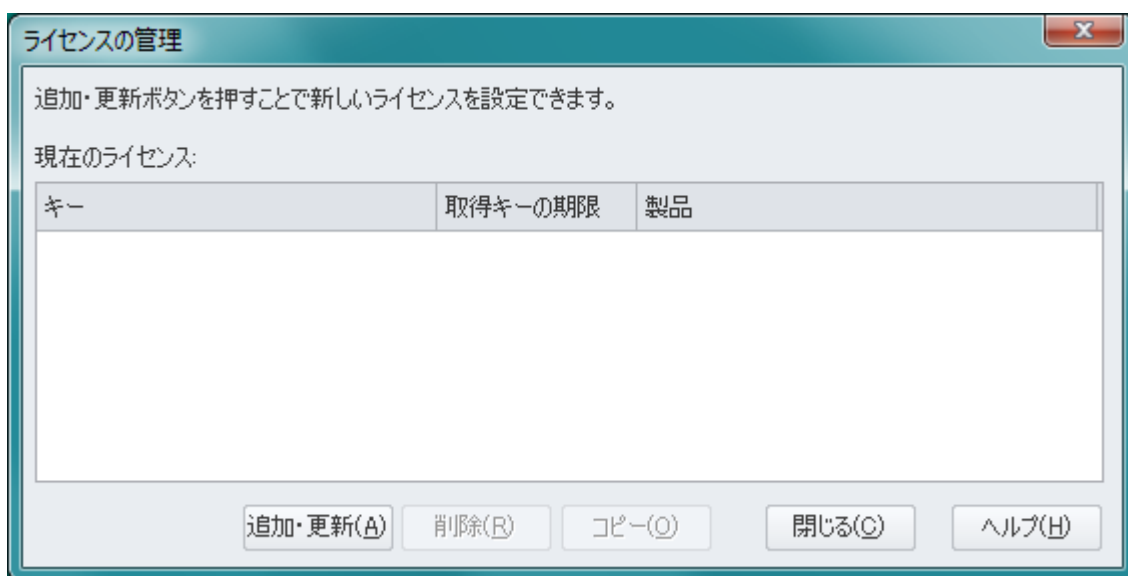 ライセンスの管理
追加・更新ボタンを押すことで新しいライセンスを設定できます。
現在のライセンス:
キー 取得キーの期限 製品
追加・更新(A) 削除(R) コピー(O) 閉じる(C) ヘルプ(H)